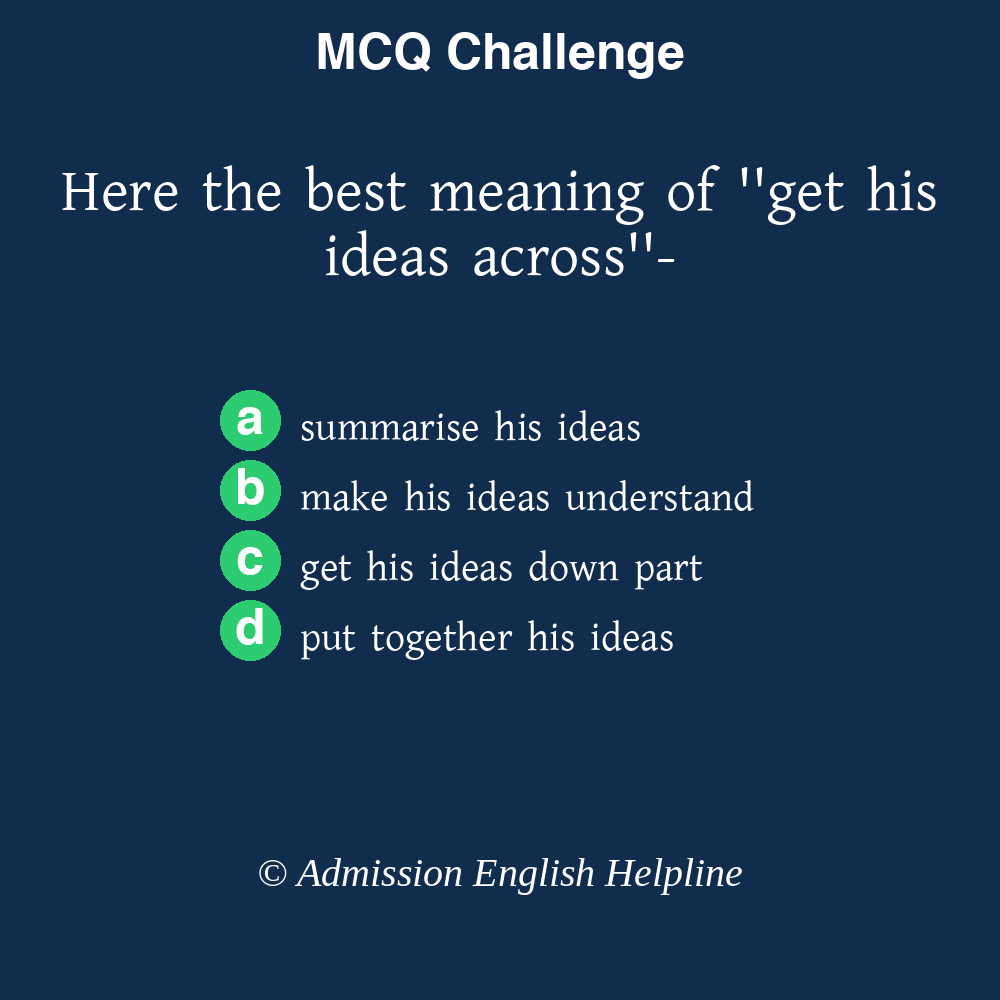 MCQ Challenge
Here the best meaning of "get his
ideas across"-
a summarise his ideas
b make his ideas understand
c get his ideas down part
d put together his ideas
© Admission English Helpline